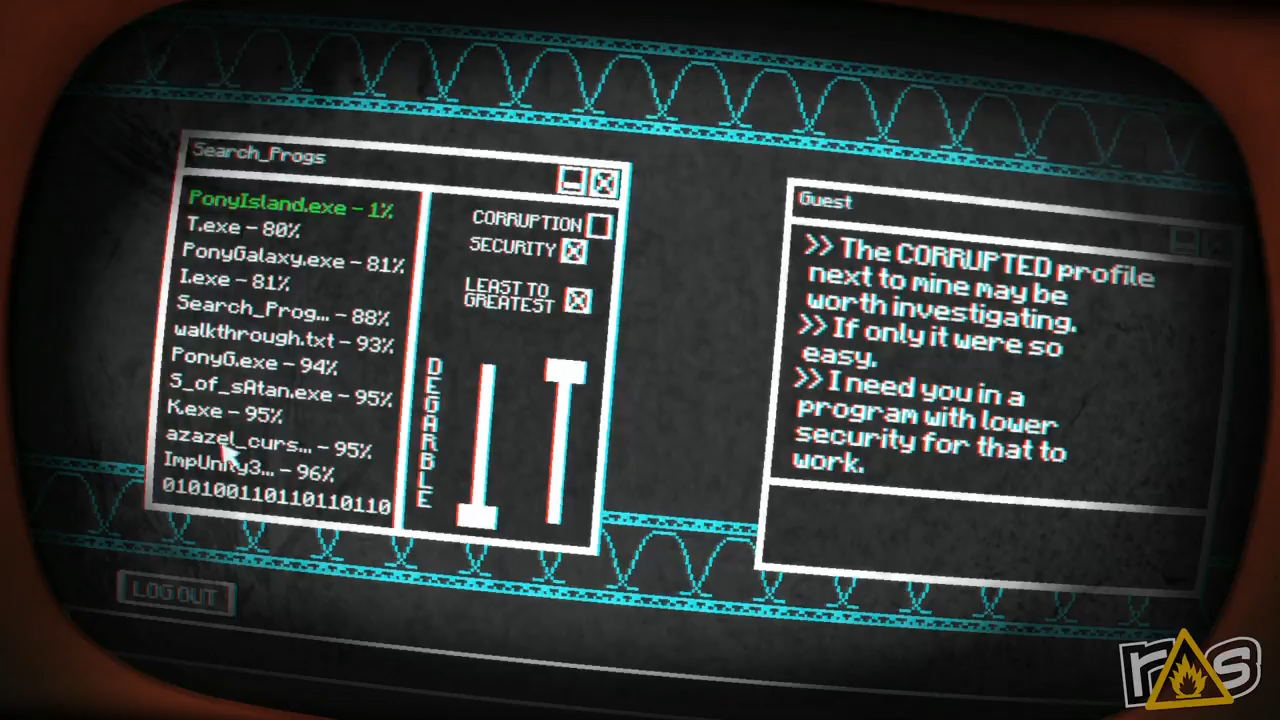 Search_Progs
PonyIsland.exe - 1%
T.exe - 80%
PonyGalaxy.exe - 81%
I.exe - 81%
Search_Prog... - 88%
walkthrough.txt - 93%
PonyG.exe - 94%
S_of_sAtan.exe - 95%
K.exe - 95%
azazel_curs... - 95%
ImpUnity3... - 96%
010100110110110110
CORRUPTION
SECURITY
LEAST TO
GREATEST
DEGARBLE
Guest
>> The CORRUPTED profile
next to mine may be
worth investigating.
>> If only it were so
easy.
>> I need you in a
program with lower
security for that to
work.
LOG OUT